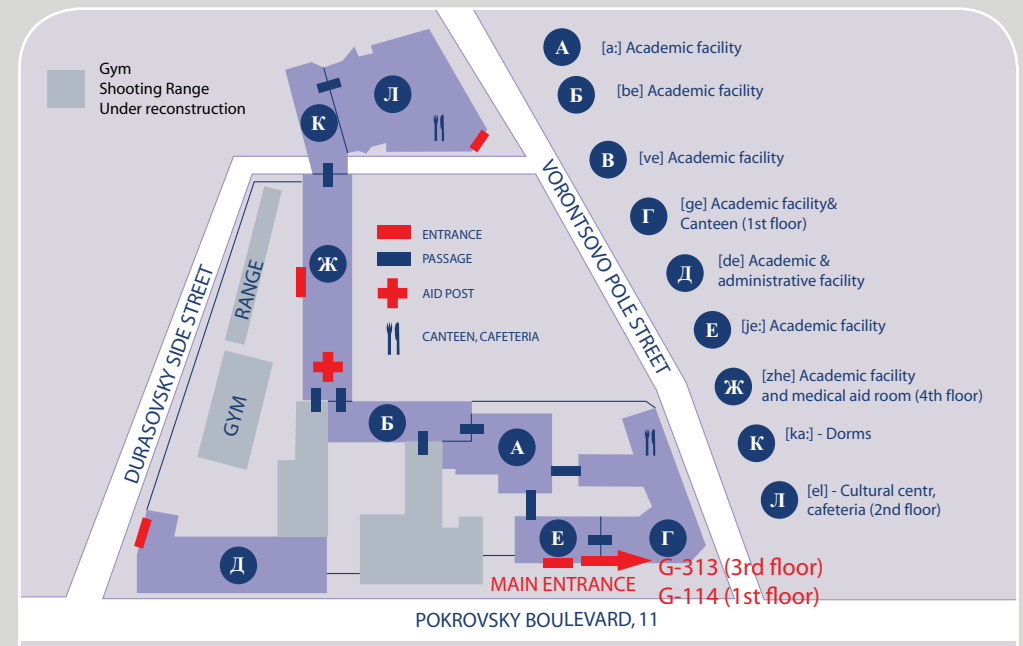 Gym
Shooting Range
Under reconstruction
А
[a:] Academic facility
Б
[be] Academic facility
В
[ve] Academic facility
Г
[ge] Academic facility&
Canteen (1st floor)
Д
[de] Academic &
administrative facility
Е
[je:] Academic facility
Ж
[zhe] Academic facility
and medical aid room (4th floor)
К
[ka:] - Dorms
Л
[el] - Cultural centr,
cafeteria (2nd floor)
Л
К
Ж
ENTRANCE
PASSAGE
AID POST
CANTEEN, CAFETERIA
VORONTSOVO POLE STREET
DURASOVSKY SIDE STREET
RANGE
GYM
Б
А
Е
Г
Д
MAIN ENTRANCE
G-313 (3rd floor)
G-114 (1st floor)
POKROVSKY BOULEVARD, 11